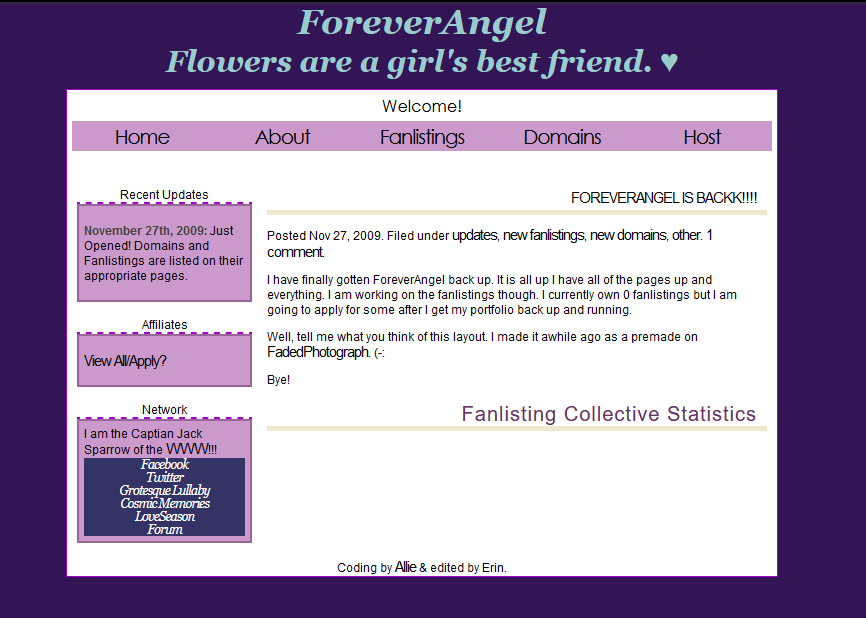 ForeverAngel
Flowers are a girl's best friend. ♥
Welcome!
Home About Fanlistings Domains Host
Recent Updates
November 27th, 2009: Just
Opened! Domains and
Fanlistings are listed on their
appropriate pages.
Affiliates
View All/Apply?
Network
I am the Captian Jack
Sparrow of the WWW!!!
Facebook
Twitter
Grotesque Lullaby
Cosmic Memories
LoveSeason
Forum
FOREVERANGEL IS BACKK!!!!
Posted Nov 27, 2009. Filed under updates, new fanlistings, new domains, other. 1
comment.
I have finally gotten ForeverAngel back up. It is all up I have all of the pages up and
everything. I am working on the fanlistings though. I currently own 0 fanlistings but I am
going to apply for some after I get my portfolio back up and running.
Well, tell me what you think of this layout. I made it awhile ago as a premade on
FadedPhotograph. (-:
Bye!
Fanlisting Collective Statistics
Coding by Allie & edited by Erin.